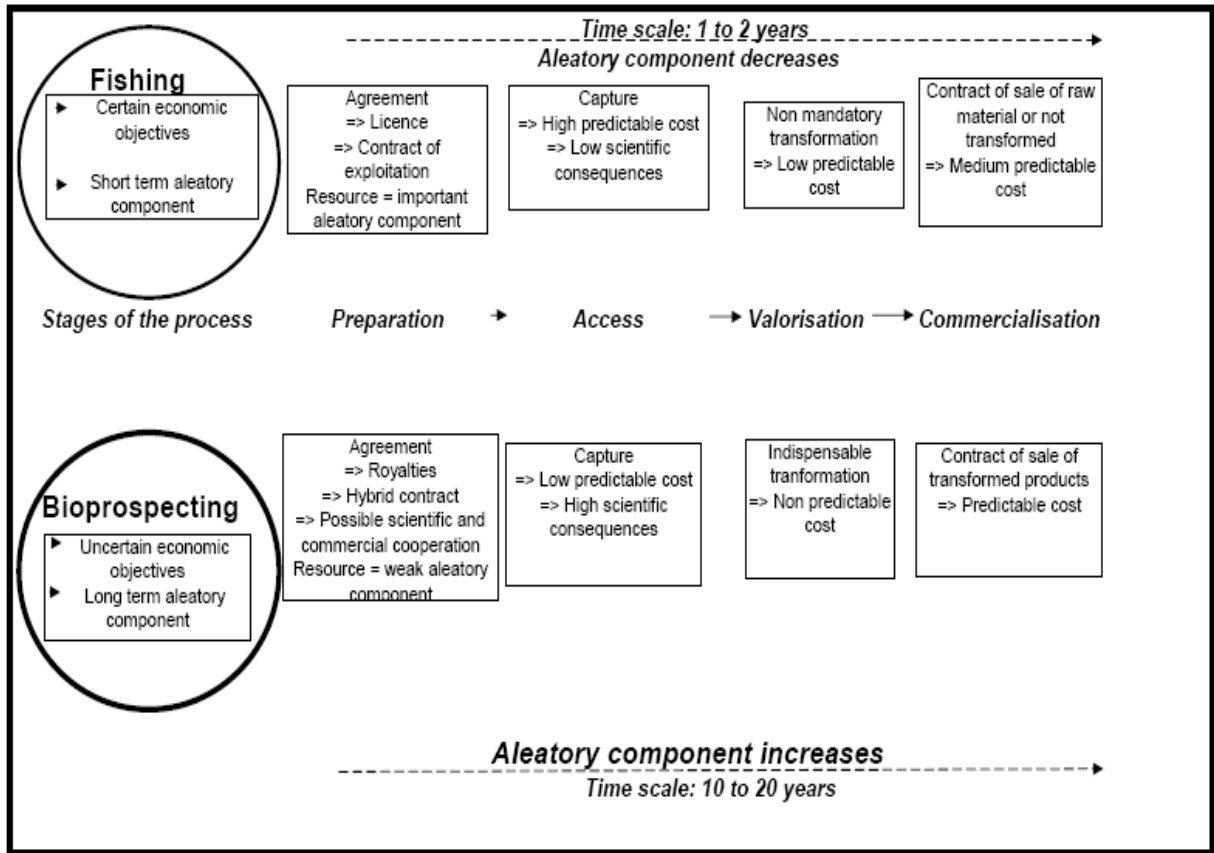 Time scale: 1 to 2 years
Aleatory component decreases
Fishing
Certain economic
objectives
Short term aleatory
component
Agreement
=> Licence
=> Contract of
exploitation
Resource = important
aleatory component
Capture
=> High predictable cost
=> Low scientific
consequences
Non mandatory
transformation
=> Low predictable
cost
Contract of sale of raw
material or not
transformed
=> Medium predictable
cost
Stages of the process
Preparation
Access
Valorisation
Commercialisation
Bioprospecting
Uncertain economic
objectives
Long term aleatory
component
Agreement
=> Royalties
=> Hybrid contract
=> Possible scientific and
commercial cooperation
Resource = weak aleatory
component
Capture
=> Low predictable cost
=> High scientific
consequences
Indispensable
tranformation
=> Non predictable
cost
Contract of sale of
transformed products
=> Predictable cost
Aleatory component increases
Time scale: 10 to 20 years